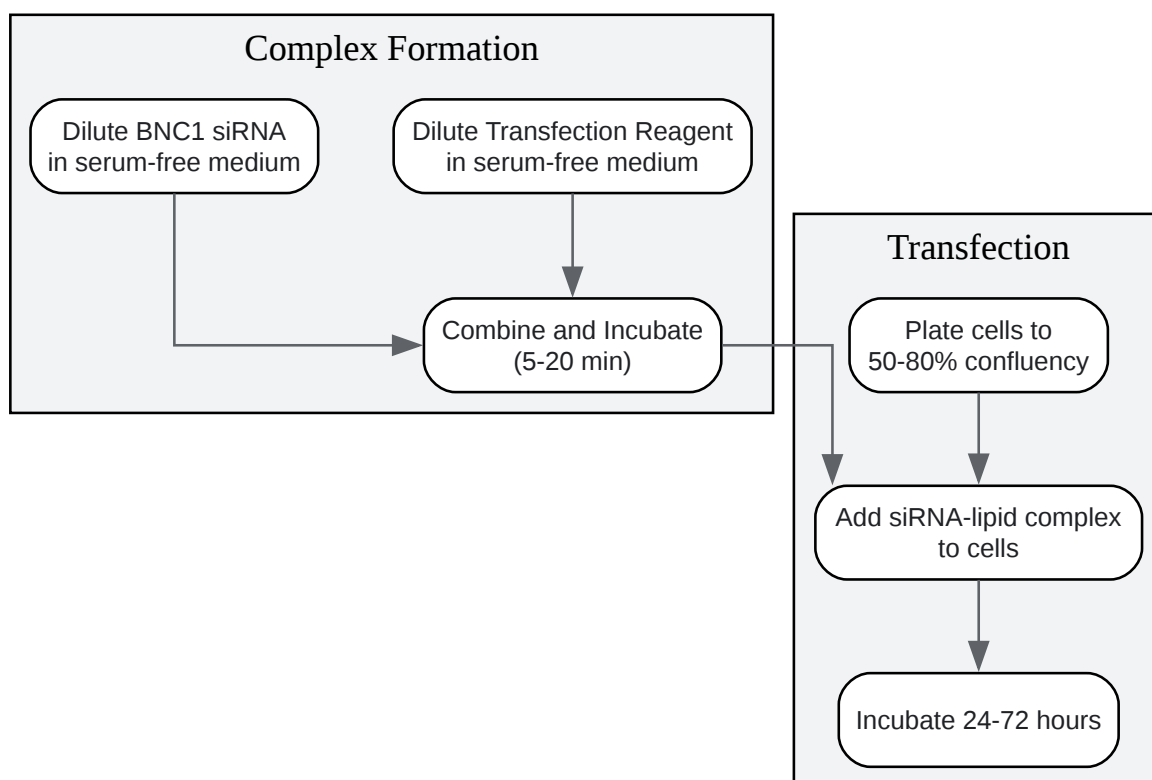 Complex Formation
Dilute BNC1 siRNA
in serum-free medium
Dilute Transfection Reagent
in serum-free medium
Combine and Incubate
(5-20 min)
Transfection
Plate cells to
50-80% confluency
Add siRNA-lipid complex
to cells
Incubate 24-72 hours